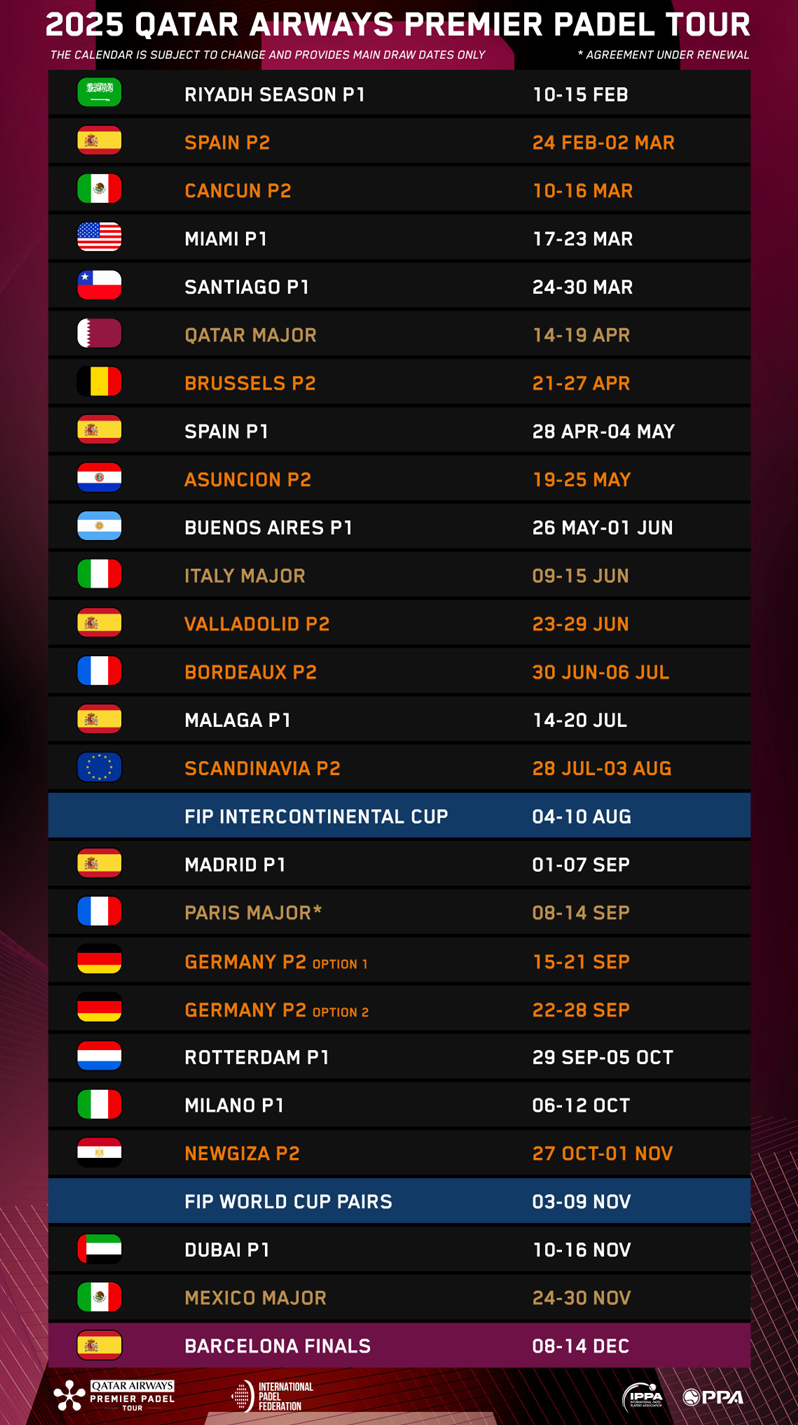 2025 QATAR AIRWAYS PREMIER PADEL TOUR
THE CALENDAR IS SUBJECT TO CHANGE AND PROVIDES MAIN DRAW DATES ONLY * AGREEMENT UNDER RENEWAL
RIYADH SEASON P1 10-15 FEB
SPAIN P2 24 FEB-02 MAR
CANCUN P2 10-16 MAR
MIAMI P1 17-23 MAR
SANTIAGO P1 24-30 MAR
QATAR MAJOR 14-19 APR
BRUSSELS P2 21-27 APR
SPAIN P1 28 APR-04 MAY
ASUNCION P2 19-25 MAY
BUENOS AIRES P1 26 MAY-01 JUN
ITALY MAJOR 09-15 JUN
VALLADOLID P2 23-29 JUN
BORDEAUX P2 30 JUN-06 JUL
MALAGA P1 14-20 JUL
SCANDINAVIA P2 28 JUL-03 AUG
FIP INTERCONTINENTAL CUP 04-10 AUG
MADRID P1 01-07 SEP
PARIS MAJOR* 08-14 SEP
GERMANY P2 OPTION 1 15-21 SEP
GERMANY P2 OPTION 2 22-28 SEP
ROTTERDAM P1 29 SEP-05 OCT
MILANO P1 06-12 OCT
NEWGIZA P2 27 OCT-01 NOV
FIP WORLD CUP PAIRS 03-09 NOV
DUBAI P1 10-16 NOV
MEXICO MAJOR 24-30 NOV
BARCELONA FINALS 08-14 DEC
QATAR AIRWAYS
PREMIER PADEL
TOUR
INTERNATIONAL
PADEL
FEDERATION
IPPA
INTERNATIONAL PADEL
PLAYERS ASSOCIATION
PPA